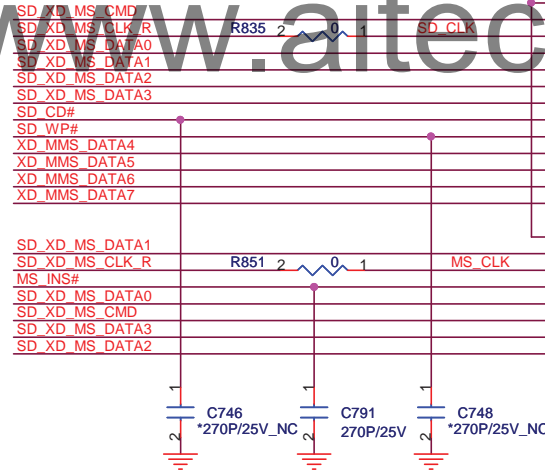 SD_XD_MS_CMD
SD_XD_MS_CLK_R R835 2 0 1 SD_CLK
SD_XD_MS_DATA0
www.aitec
SD_XD_MS_DATA1
SD_XD_MS_DATA2
SD_XD_MS_DATA3
SD_CD#
SD_WP#
XD_MMS_DATA4
XD_MMS_DATA5
XD_MMS_DATA6
XD_MMS_DATA7
SD_XD_MS_DATA1
SD_XD_MS_CLK_R R851 2 0 1 MS_CLK
MS_INS#
SD_XD_MS_DATA0
SD_XD_MS_CMD
SD_XD_MS_DATA3
SD_XD_MS_DATA2
1 1 1
C746 C791 C748
*270P/25V_NC 270P/25V *270P/25V_NC
2 2 2